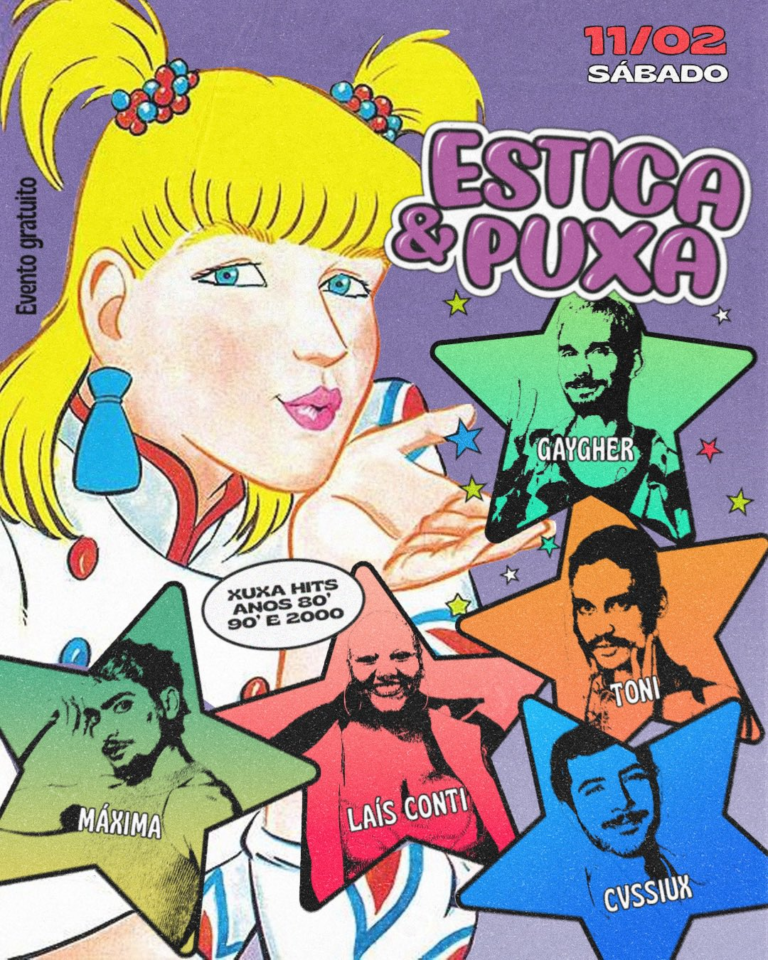 11/02
SÁBADO
Evento gratuito
ESTICA
& PUXA
GAYGHER
XUXA HITS
ANOS 80'
90' E 2000
TONI
MÁXIMA
LAÍS CONTI
CVSSIUX